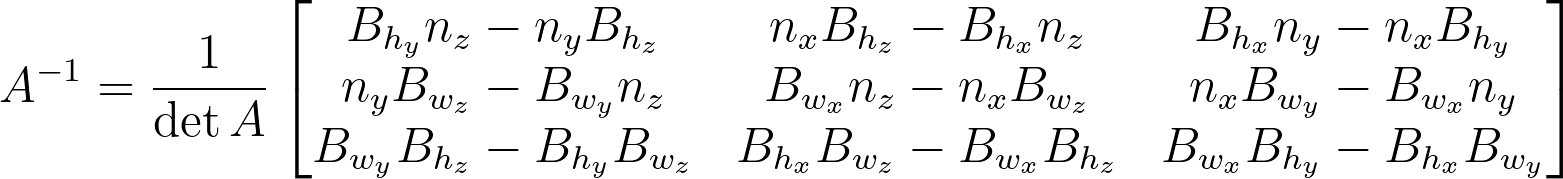 A^{-1} = \frac{1}{\det A} \begin{bmatrix} B_{h_y} n_z - n_y B_{h_z} & n_x B_{h_z} - B_{h_x} n_z & B_{h_x} n_y - n_x B_{h_y} \\ n_y B_{w_z} - B_{w_y} n_z & B_{w_x} n_z - n_x B_{w_z} & n_x B_{w_y} - B_{w_x} n_y \\ B_{w_y} B_{h_z} - B_{h_y} B_{w_z} & B_{h_x} B_{w_z} - B_{w_x} B_{h_z} & B_{w_x} B_{h_y} - B_{h_x} B_{w_y} \end{bmatrix}